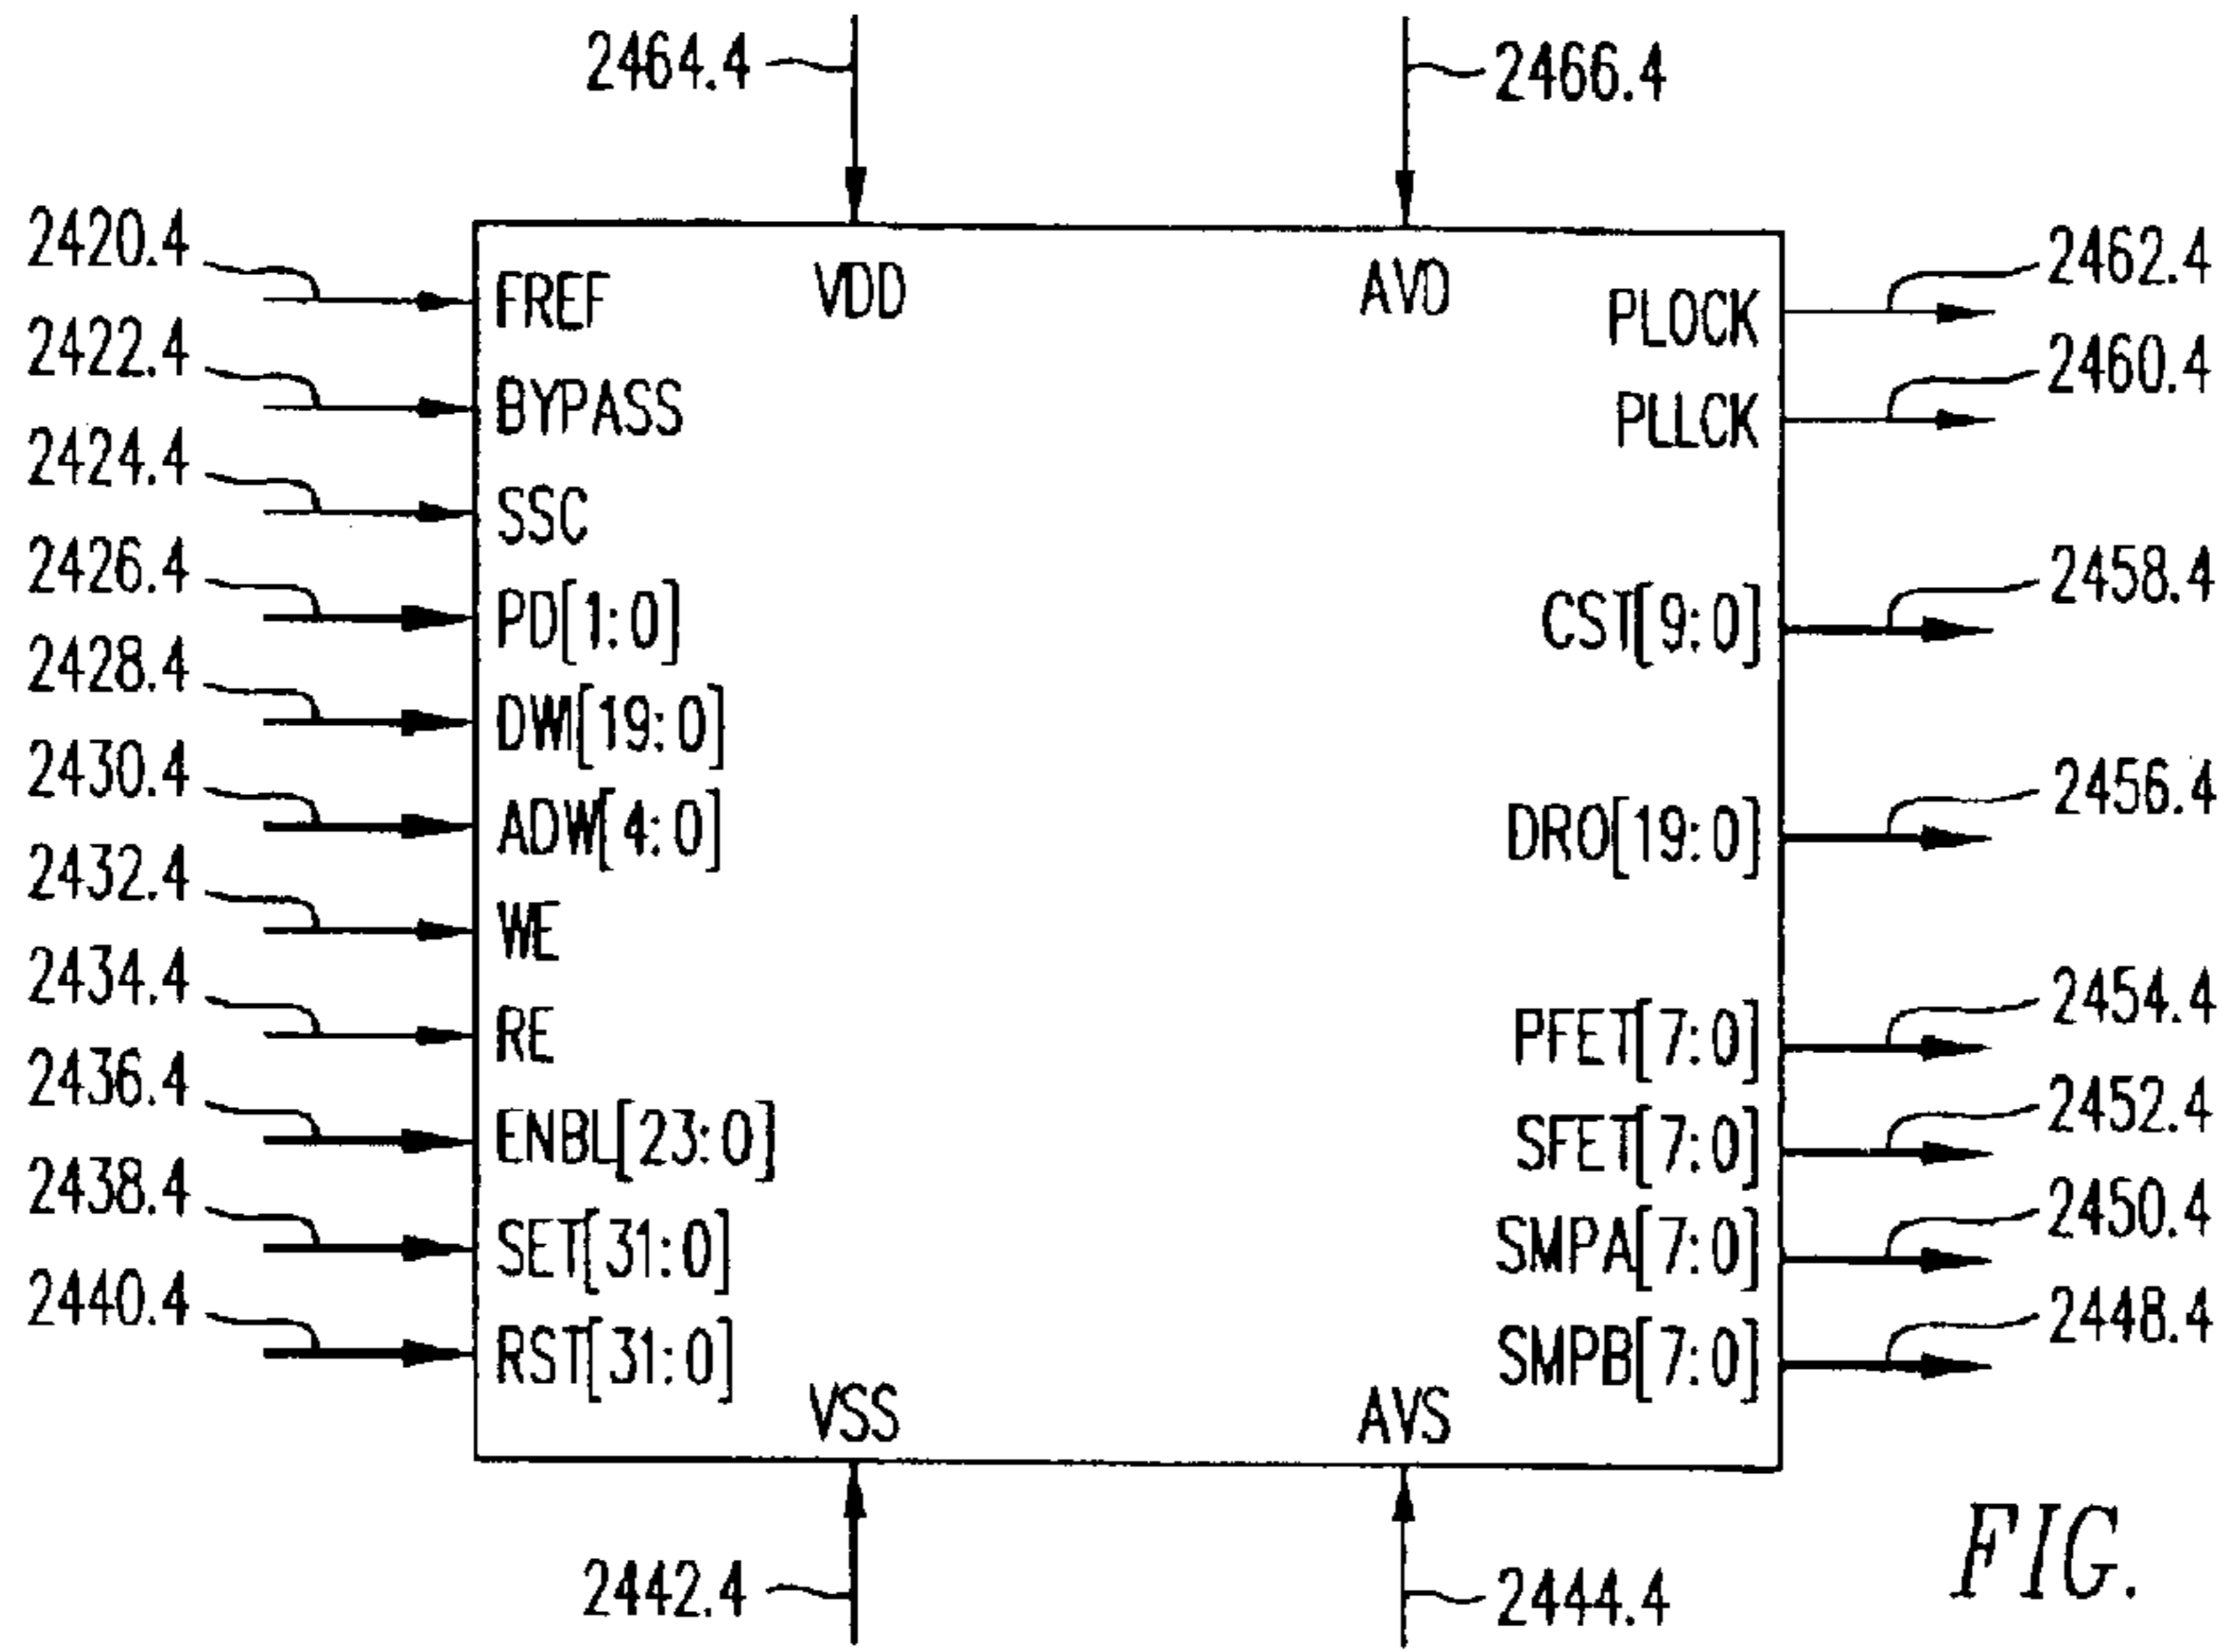 2464.4
2466.4
VDD
AVD
2420.4
FREF
2422.4
BYPASS
2424.4
SSC
2426.4
PD[1:0]
2428.4
DWI[19:0]
2430.4
ADW[4:0]
2432.4
WE
2434.4
RE
2436.4
ENBL[23:0]
2438.4
SET[31:0]
2440.4
RST[31:0]
PLOCK
2462.4
PLLCK
2460.4
CST[9:0]
2458.4
DRO[19:0]
2456.4
PFET[7:0]
2454.4
SFET[7:0]
2452.4
SMPA[7:0]
2450.4
SMPB[7:0]
2448.4
VSS
AVS
2442.4
2444.4
FIG.